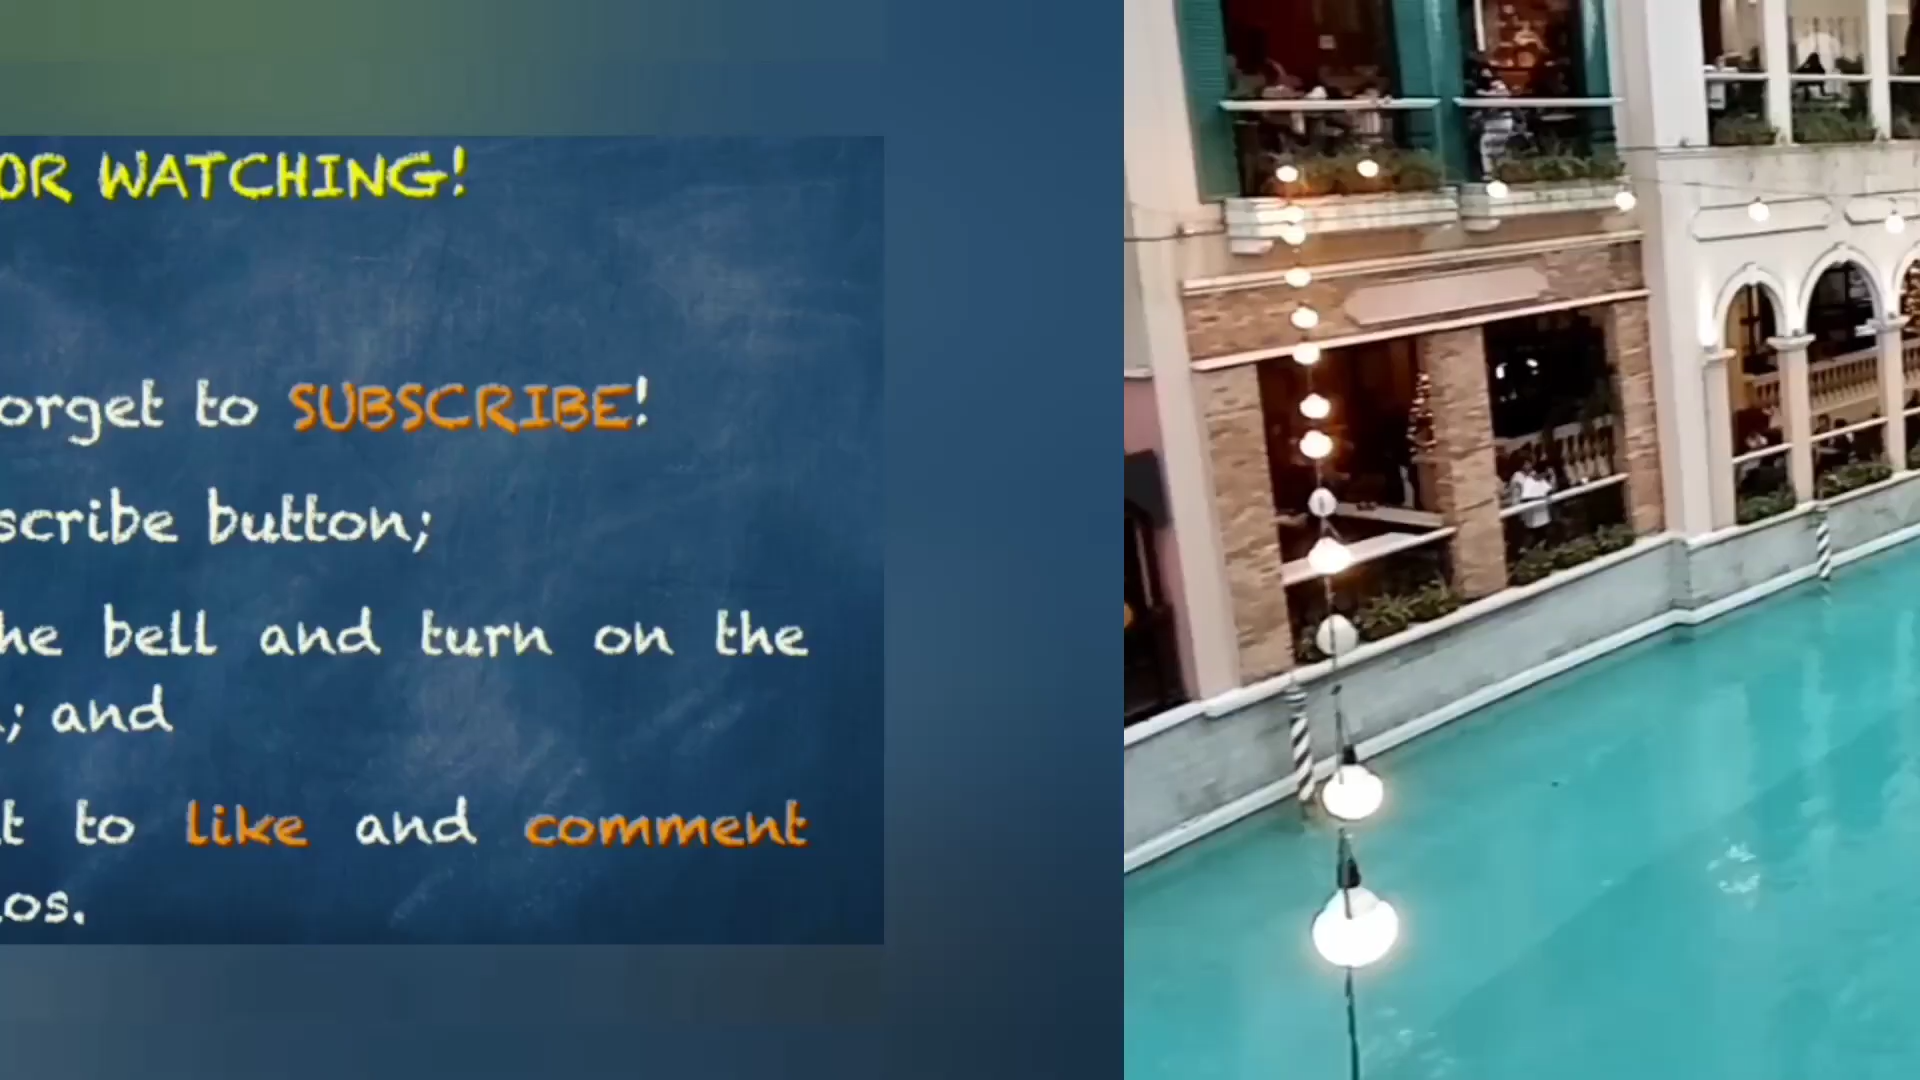 OR WATCHING!
orget to SUBSCRIBE!
scribe button;
he bell and turn on the
; and
t to like and comment
os.